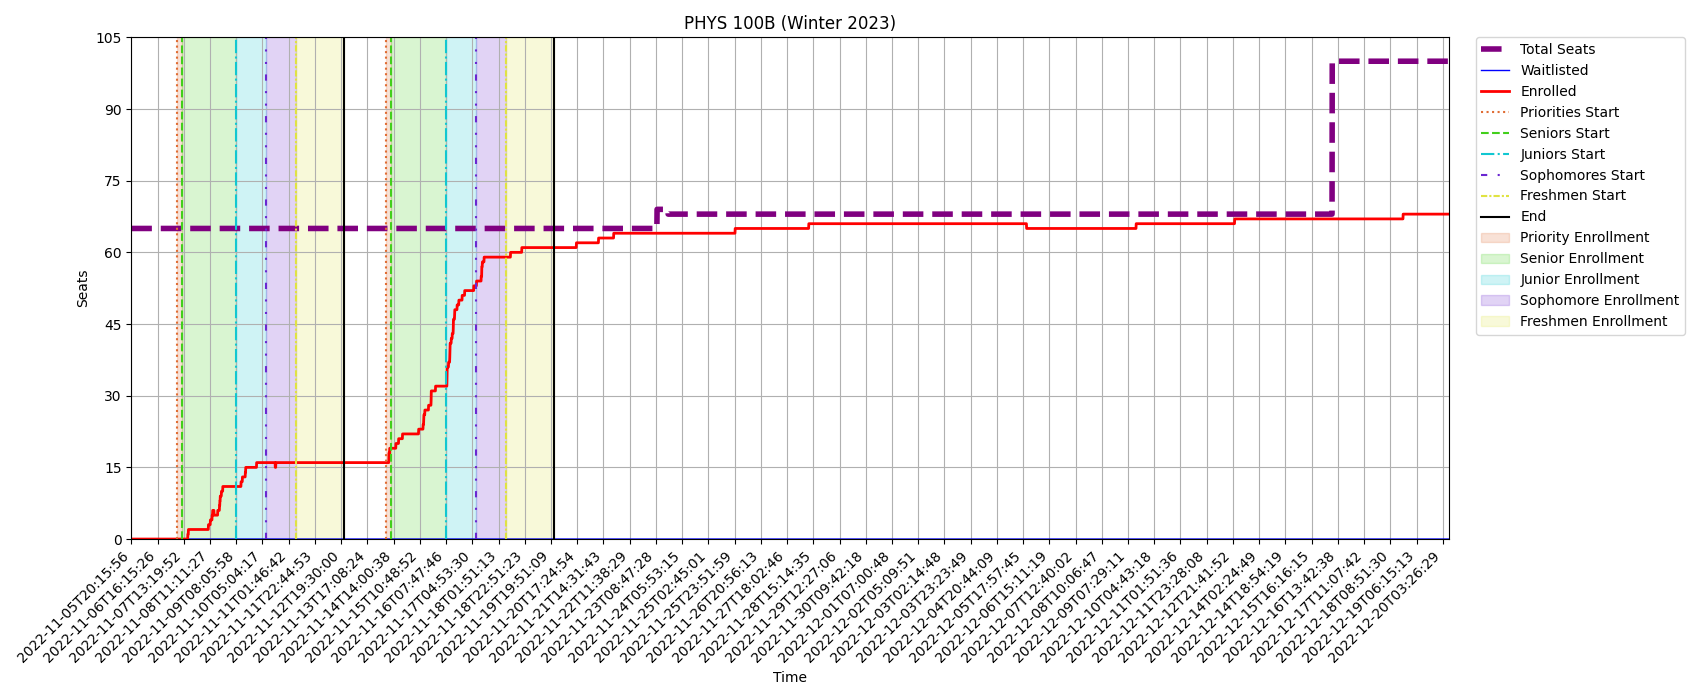 PHYS 100B (Winter 2023)
105
90
75
60
45
30
15
0
Seats
2022-11-05T20:15:56
2022-11-06T16:15:26
2022-11-07T13:19:52
2022-11-08T11:11:27
2022-11-09T08:05:58
2022-11-10T05:04:17
2022-11-11T01:46:42
2022-11-11T22:44:53
2022-11-12T19:30:00
2022-11-13T17:08:24
2022-11-14T14:00:38
2022-11-15T10:48:52
2022-11-16T07:47:46
2022-11-17T04:53:30
2022-11-18T01:51:13
2022-11-18T22:51:23
2022-11-19T19:51:09
2022-11-20T17:24:54
2022-11-21T14:31:43
2022-11-22T11:38:29
2022-11-23T08:47:28
2022-11-24T05:53:15
2022-11-25T02:45:01
2022-11-25T23:51:59
2022-11-26T20:56:13
2022-11-27T18:02:46
2022-11-28T15:14:35
2022-11-29T12:27:06
2022-11-30T09:42:18
2022-12-01T07:00:48
2022-12-02T05:09:51
2022-12-03T02:14:48
2022-12-03T23:23:49
2022-12-04T20:44:09
2022-12-05T17:57:45
2022-12-06T15:11:19
2022-12-07T12:40:02
2022-12-08T10:06:47
2022-12-09T07:29:11
2022-12-10T04:43:18
2022-12-11T01:51:36
2022-12-11T23:28:08
2022-12-12T21:41:52
2022-12-14T02:24:49
2022-12-14T18:54:19
2022-12-15T16:16:15
2022-12-16T13:42:38
2022-12-17T11:07:42
2022-12-18T08:51:30
2022-12-19T06:15:13
2022-12-20T03:26:29
Time
Total Seats
Waitlisted
Enrolled
Priorities Start
Seniors Start
Juniors Start
Sophomores Start
Freshmen Start
End
Priority Enrollment
Senior Enrollment
Junior Enrollment
Sophomore Enrollment
Freshmen Enrollment